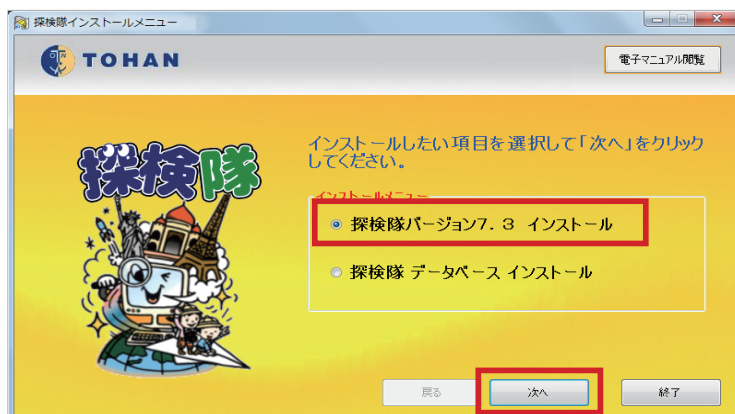 探検隊インストールメニュー
TOHAN
電子マニュアル閲覧
探検隊
インストールしたい項目を選択して「次へ」をクリック
してください。
インストールメニュー
探検隊バージョン7.3 インストール
探検隊 データベース インストール
戻る
次へ
終了